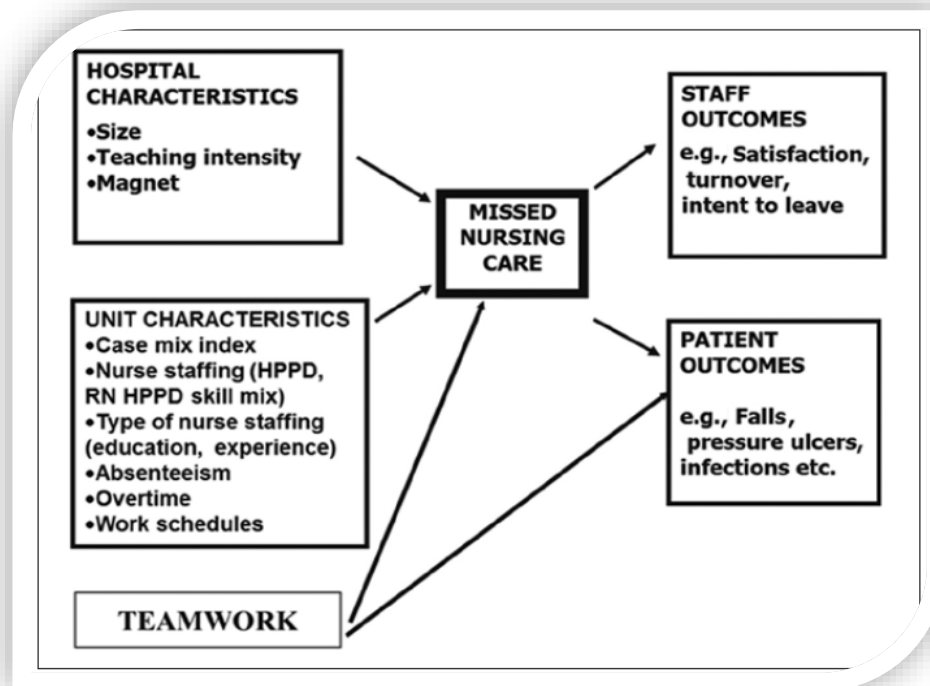 HOSPITAL
CHARACTERISTICS
•Size
•Teaching intensity
•Magnet
UNIT CHARACTERISTICS
•Case mix index
•Nurse staffing (HPPD,
RN HPPD skill mix)
•Type of nurse staffing
(education, experience)
•Absenteeism
•Overtime
•Work schedules
TEAMWORK
MISSED
NURSING
CARE
STAFF
OUTCOMES
e.g., Satisfaction,
turnover,
intent to leave
PATIENT
OUTCOMES
e.g., Falls,
pressure ulcers,
infections etc.